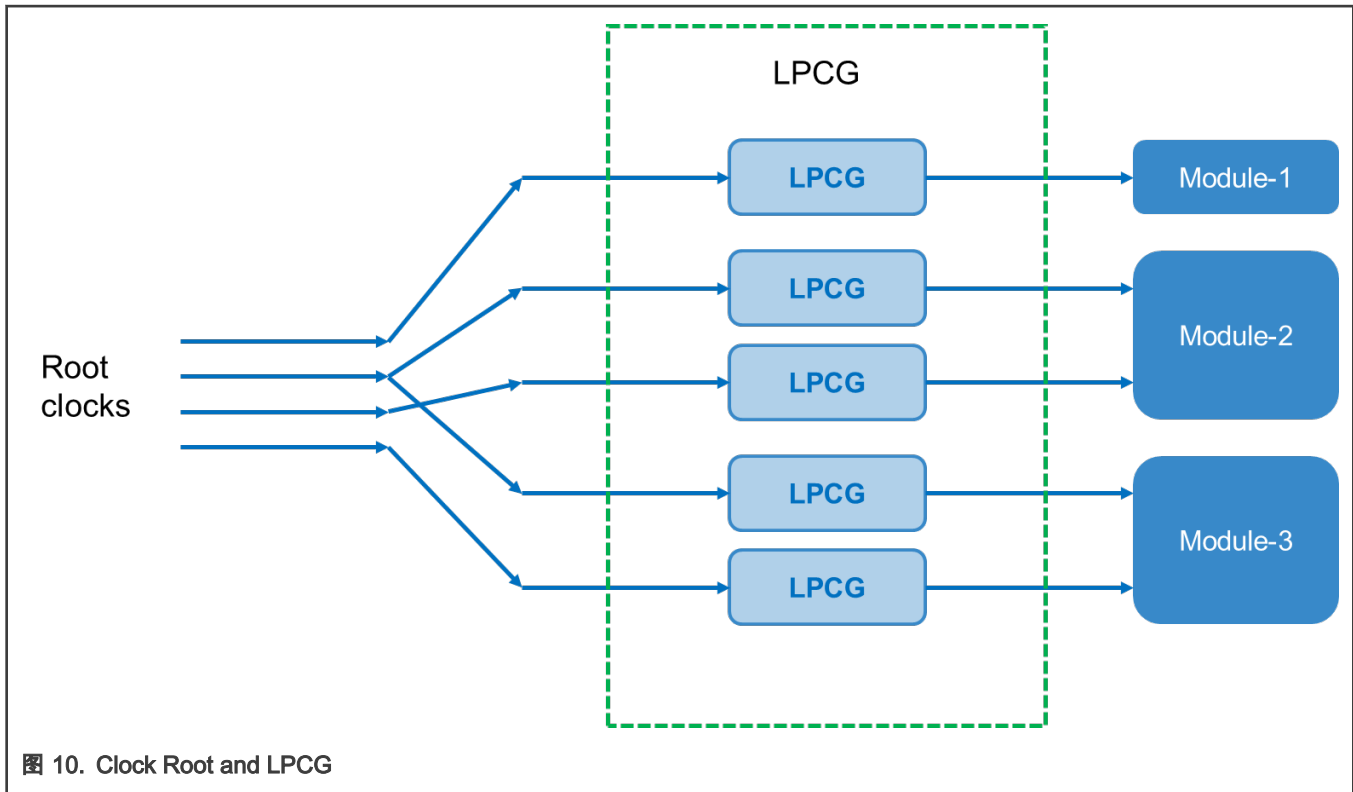 LPCG
LPCG
Module-1
LPCG
LPCG
Module-2
Root
clocks
LPCG
LPCG
Module-3
图 10. Clock Root and LPCG